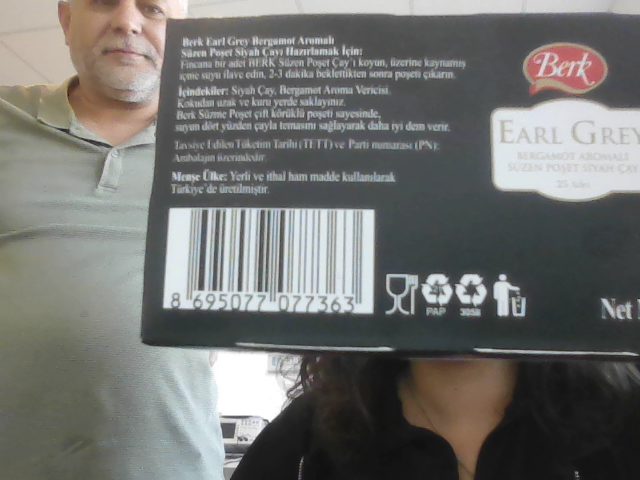 Berk Earl Grey Bergamot Aromalı
Süzen Poşet Siyah Çayı Hazırlamak İçin:
Fincana bir adet BERK Süzen Poşet Çay'ı koyun, üzerine kaynamış
içme suyu ilave edin, 2-3 dakika beklettikten sonra poşeti çıkarın.
İçindekiler: Siyah Çay, Bergamot Aroma Vericisi.
Kokudan uzak ve kuru yerde saklayınız.
Berk Süzme Poşet çift körüklü poşeti sayesinde,
suyun dört yüzden çayla temasını sağlayarak daha iyi dem verir.
Tavsiye Edilen Tüketim Tarihi (TETT) ve Parti numarası (PN):
Ambalajın üzerindedir.
Menşe Ülke: Yerli ve ithal ham madde kullanılarak
Türkiye'de üretilmiştir.
8 695077 077363
PAP
Berk
EARL GREY
BERGAMOT AROMALI
SÜZEN POŞET SİYAH ÇAY
Net